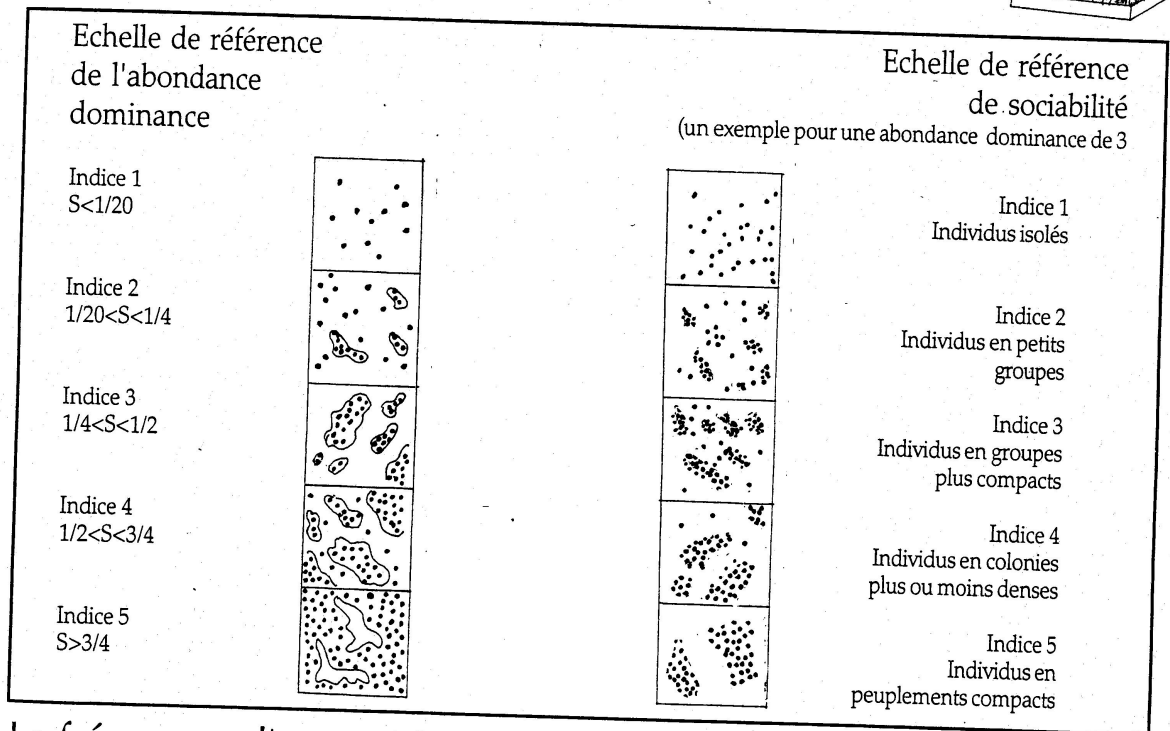 Echelle de référence
de l'abondance
dominance
Indice 1
S<1/20
Indice 2
1/20<S<1/4
Indice 3
1/4<S<1/2
Indice 4
1/2<S<3/4
Indice 5
S>3/4
Echelle de référence
de sociabilité
(un exemple pour une abondance dominance de 3
Indice 1
Individus isolés
Indice 2
Individus en petits
groupes
Indice 3
Individus en groupes
plus compacts
Indice 4
Individus en colonies
plus ou moins denses
Indice 5
Individus en
peuplements compacts